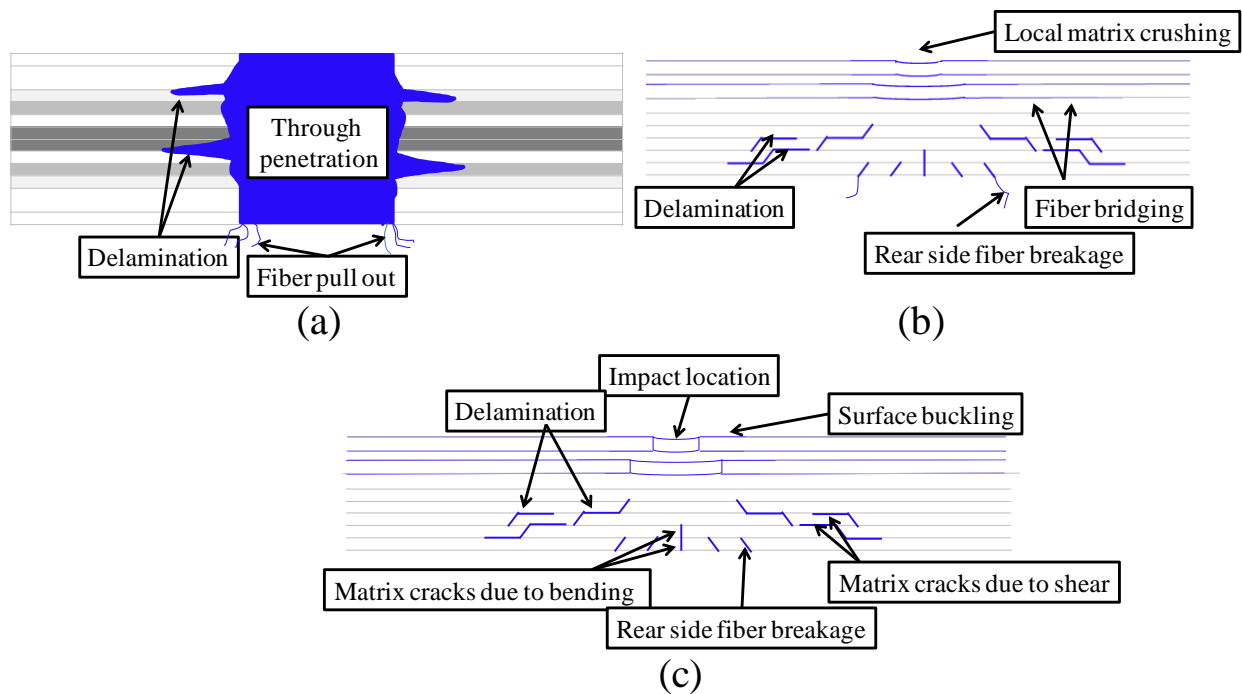 Through
penetration
Delamination
Fiber pull out
(a)
Local matrix crushing
Delamination
Fiber bridging
Rear side fiber breakage
(b)
Impact location
Delamination
Surface buckling
Matrix cracks due to bending
Matrix cracks due to shear
Rear side fiber breakage
(c)